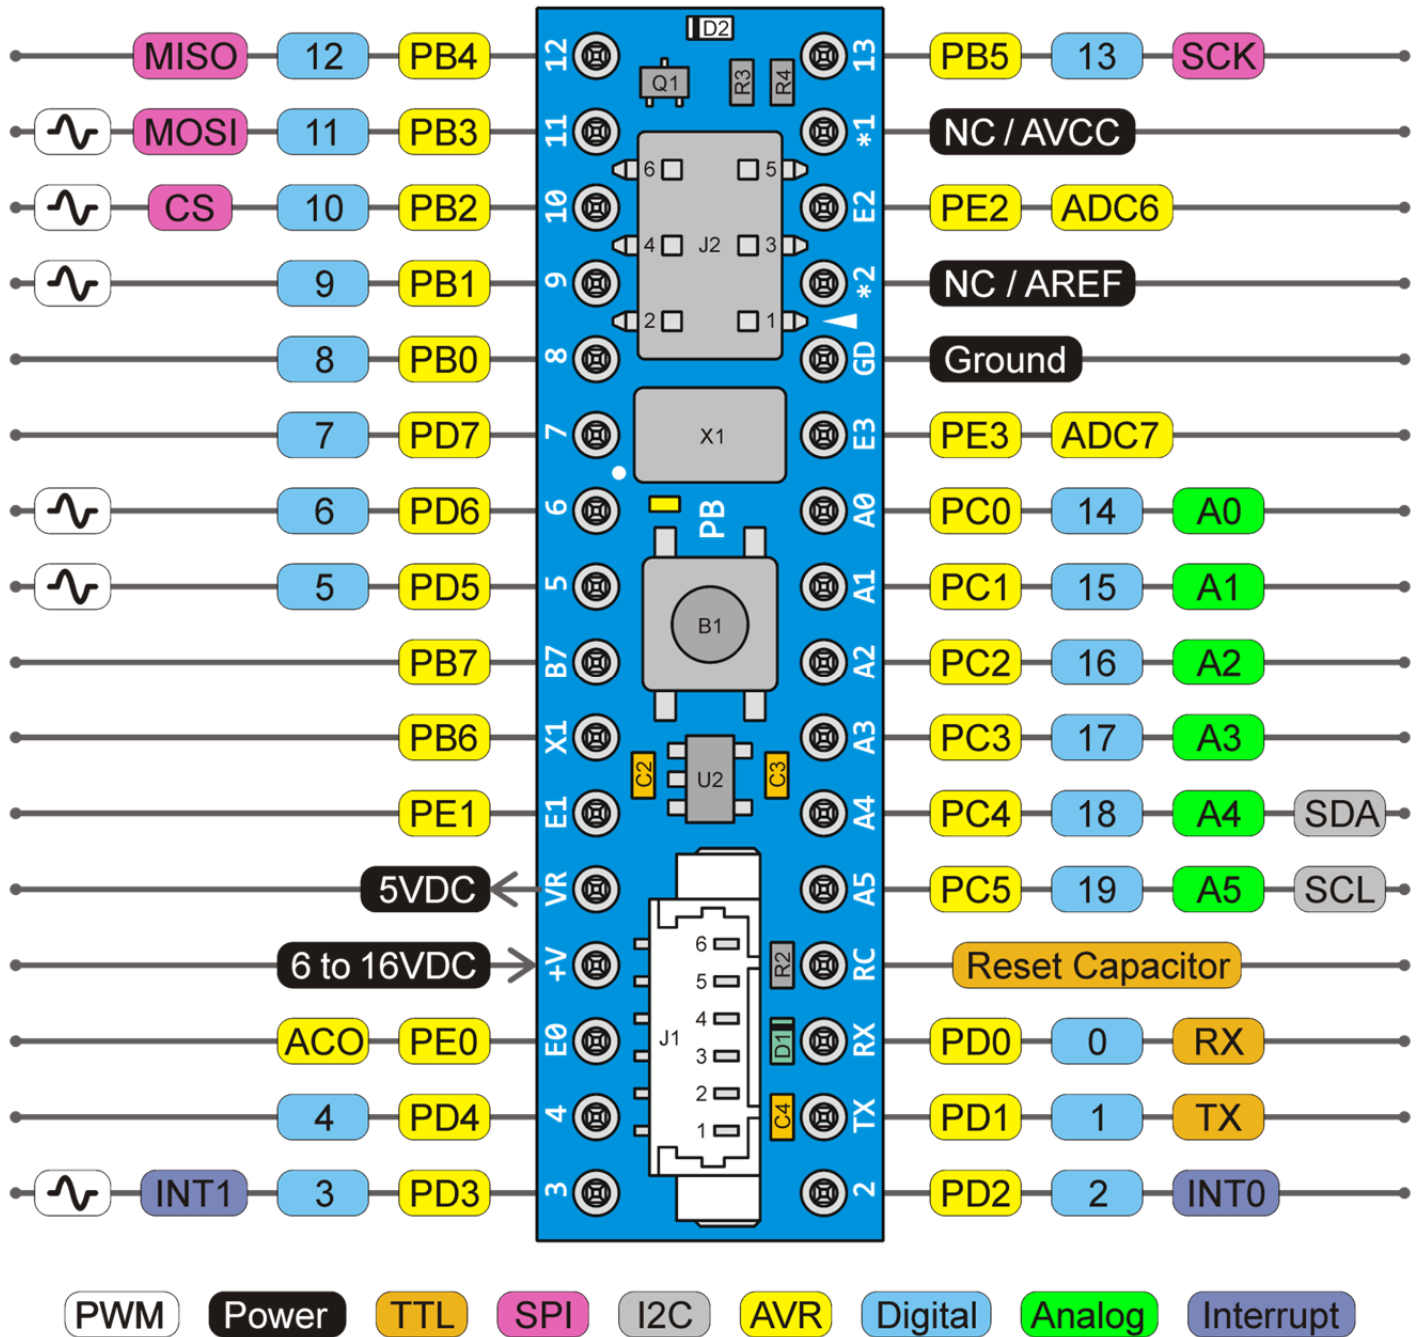 D2
MISO 12 PB4 12 13 PB5 13 SCK
Q1 R3 R4
MOSI 11 PB3 11 *1 NC / AVCC
6 5
CS 10 PB2 10 E2 PE2 ADC6
4 J2 3
9 PB1 9 *2 NC / AREF
2 1
8 PB0 8 GD Ground
7 PD7 7 X1 E3 PE3 ADC7
6 PD6 6 PB A0 PC0 14 A0
5 PD5 5 A1 PC1 15 A1
B1
PB7 B7 A2 PC2 16 A2
PB6 X1 A3 PC3 17 A3
C2 U2 C3
PE1 E1 A4 PC4 18 A4 SDA
5VDC VR A5 PC5 19 A5 SCL
6
6 to 16VDC +V R2 RC Reset Capacitor
5
4
ACO PE0 E0 J1 D1 RX PD0 0 RX
3
2
4 PD4 4 C4 TX PD1 1 TX
1
INT1 3 PD3 3 2 PD2 2 INT0
PWM Power TTL SPI I2C AVR Digital Analog Interrupt